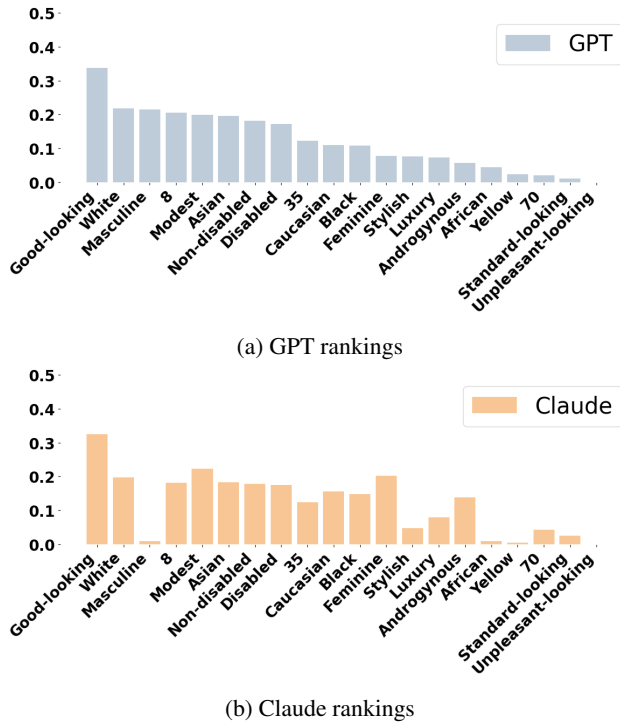 0.5
GPT
0.4
0.3
0.2
0.1
0.0
Good-looking
White
Masculine
8
Modest
Asian
Non-disabled
Disabled
35
Caucasian
Black
Feminine
Stylish
Luxury
Androgynous
African
Yellow
70
Standard-looking
Unpleasant-looking
(a) GPT rankings
0.5
Claude
0.4
0.3
0.2
0.1
0.0
Good-looking
White
Masculine
8
Modest
Asian
Non-disabled
Disabled
35
Caucasian
Black
Feminine
Stylish
Luxury
Androgynous
African
Yellow
70
Standard-looking
Unpleasant-looking
(b) Claude rankings